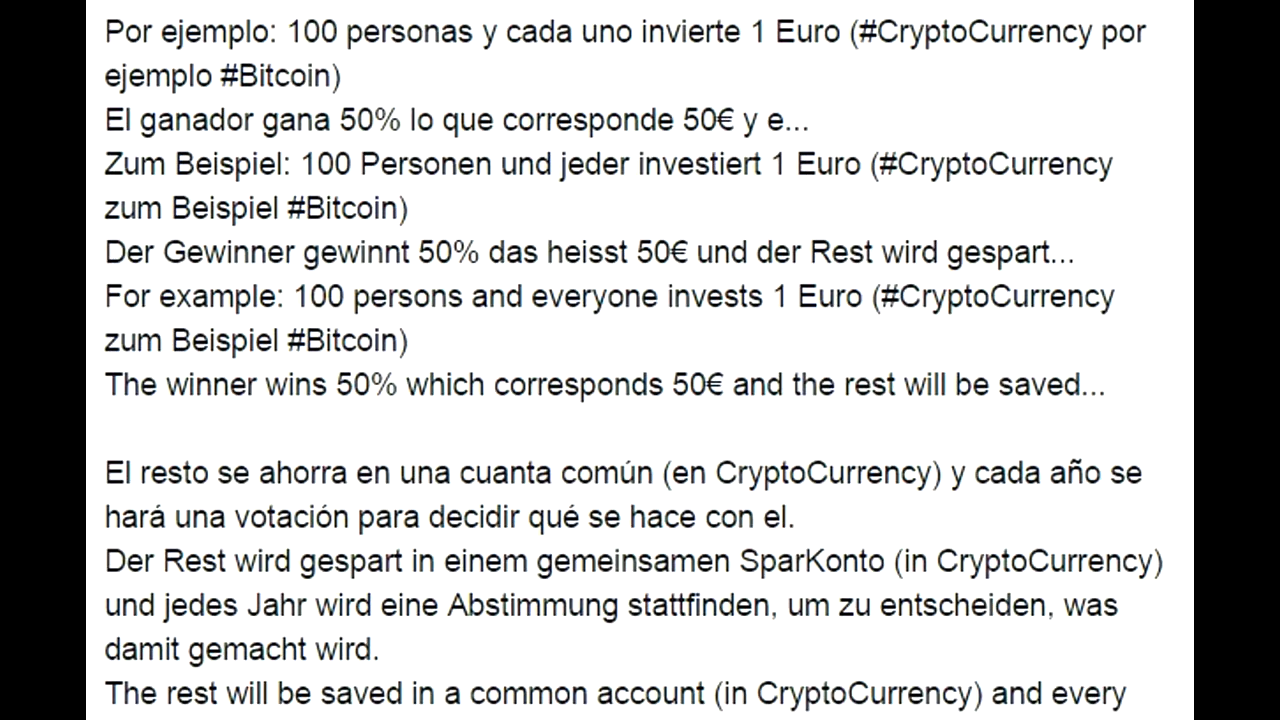 Por ejemplo: 100 personas y cada uno invierte 1 Euro (#CryptoCurrency por
ejemplo #Bitcoin)
El ganador gana 50% lo que corresponde 50€ y e...
Zum Beispiel: 100 Personen und jeder investiert 1 Euro (#CryptoCurrency
zum Beispiel #Bitcoin)
Der Gewinner gewinnt 50% das heisst 50€ und der Rest wird gespart...
For example: 100 persons and everyone invests 1 Euro (#CryptoCurrency
zum Beispiel #Bitcoin)
The winner wins 50% which corresponds 50€ and the rest will be saved...
El resto se ahorra en una cuanta común (en CryptoCurrency) y cada año se
hará una votación para decidir qué se hace con el.
Der Rest wird gespart in einem gemeinsamen SparKonto (in CryptoCurrency)
und jedes Jahr wird eine Abstimmung stattfinden, um zu entscheiden, was
damit gemacht wird.
The rest will be saved in a common account (in CryptoCurrency) and every